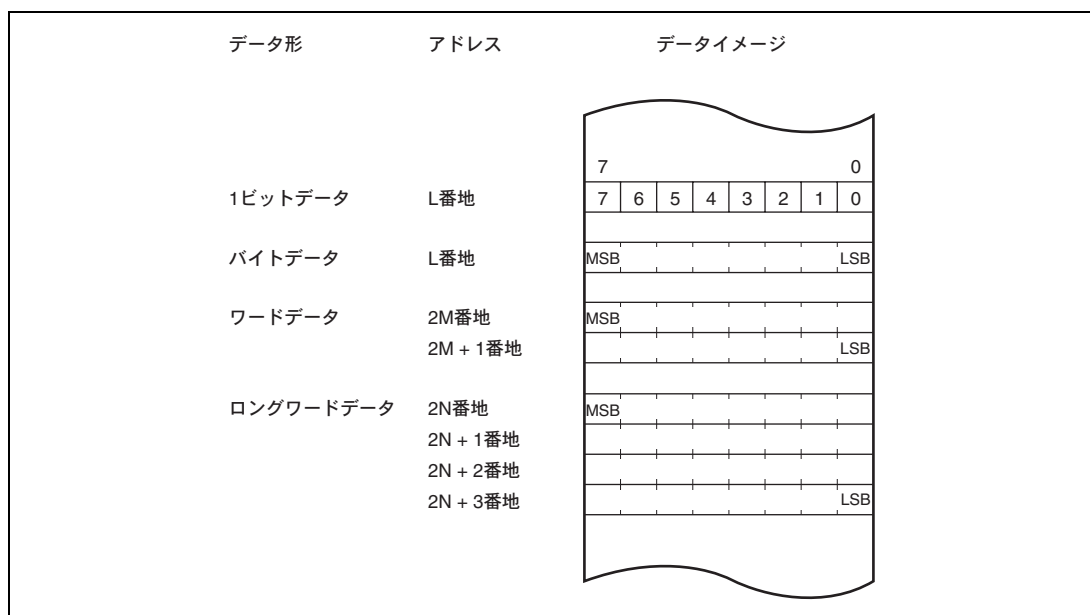 データ形 アドレス データイメージ
7 0
1ビットデータ L番地 7 6 5 4 3 2 1 0
バイトデータ L番地 MSB LSB
ワードデータ 2M番地 MSB
2M + 1番地 LSB
ロングワードデータ 2N番地 MSB
2N + 1番地
2N + 2番地
2N + 3番地 LSB